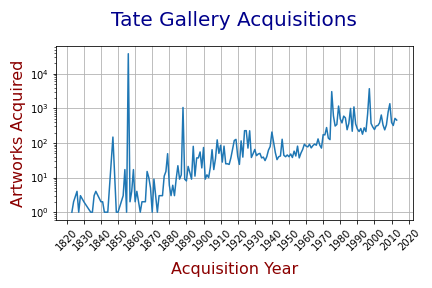 Tate Gallery Acquisitions
Artworks Acquired
10⁴
10³
10²
10¹
10⁰
1820 1830 1840 1850 1860 1870 1880 1890 1900 1910 1920 1930 1940 1950 1960 1970 1980 1990 2000 2010 2020
Acquisition Year